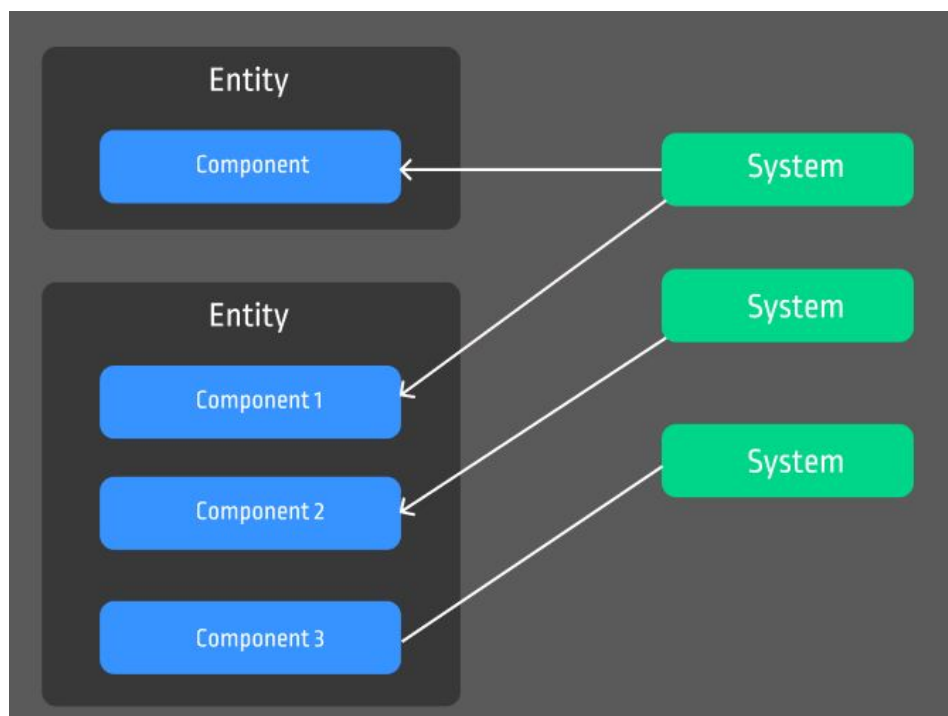 Entity
Component
System
System
Entity
Component 1
Component 2
System
Component 3